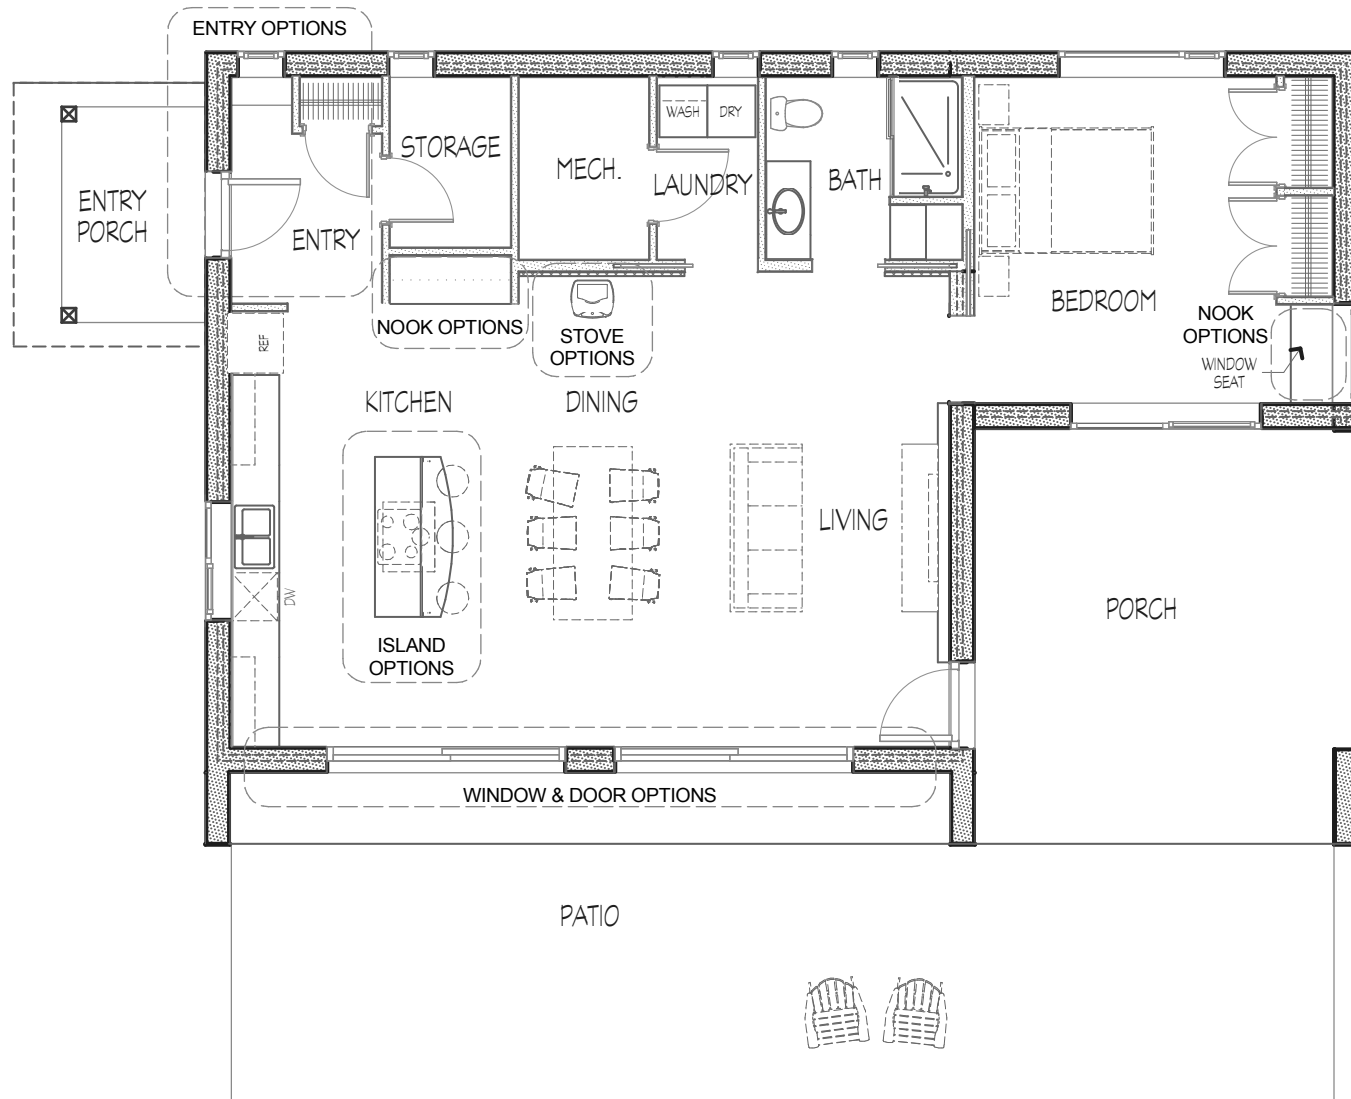 ENTRY OPTIONS
WASH
DRY
STORAGE
MECH.
LAUNDRY
BATH
ENTRY
PORCH
ENTRY
BEDROOM
NOOK OPTIONS
STOVE
OPTIONS
NOOK
OPTIONS
WINDOW
SEAT
REF
KITCHEN
DINING
LIVING
DW
PORCH
ISLAND
OPTIONS
WINDOW & DOOR OPTIONS
PATIO